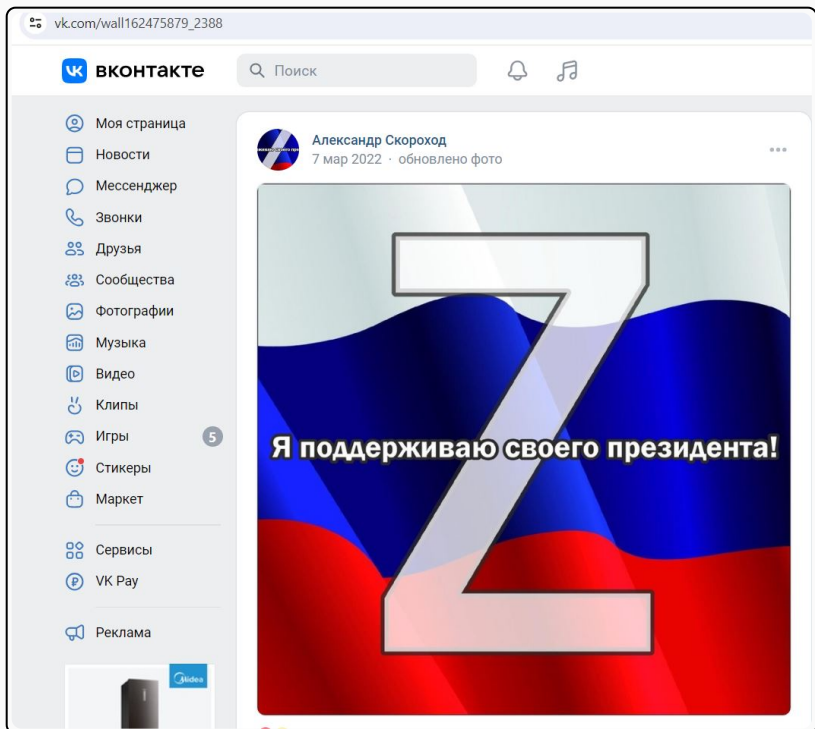 vk.com/wall162475879_2388
вконтакте
Поиск
Моя страница
Новости
Мессенджер
Звонки
Друзья
Сообщества
Фотографии
Музыка
Видео
Клипы
Игры 5
Стикеры
Маркет
Сервисы
VK Pay
Реклама
Midea
Александр Скороход
7 мар 2022 · обновлено фото
Z
Я поддерживаю своего президента!